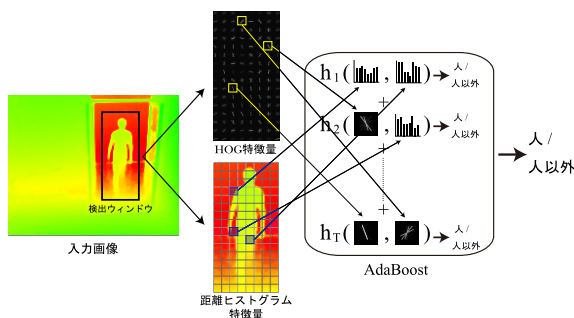 検出ウィンドウ
入力画像
HOG特徴量
距離ヒストグラム
特徴量
h1( , ) 人 / 人以外
+
h2( , ) 人 / 人以外
+
+
hT( , ) 人 / 人以外
AdaBoost
人 /
人以外